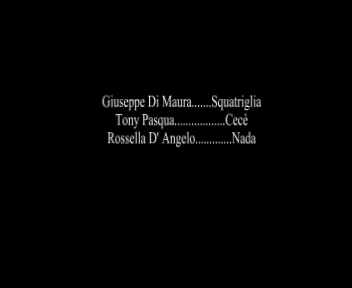 Giuseppe Di Maura.......Squatriglia
Tony Pasqua..................Cecè
Rossella D' Angelo.............Nada